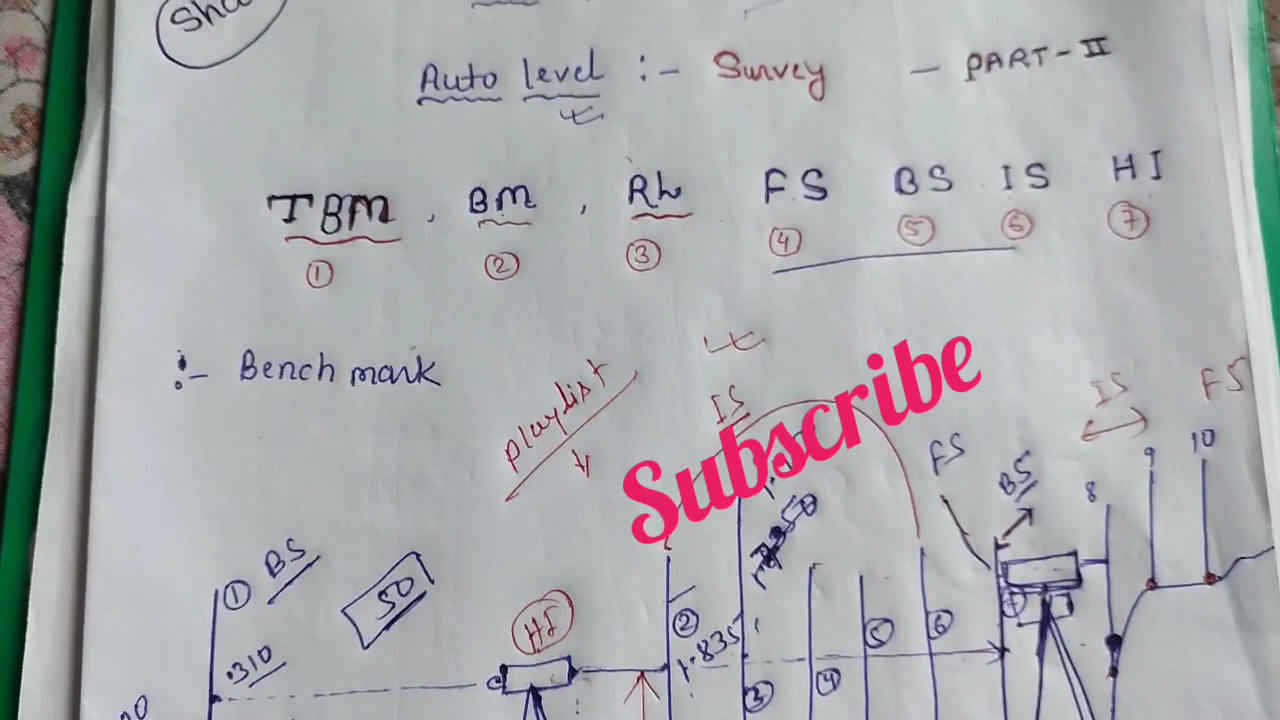 Auto level :- Survey - PART-II
TBM, BM, RL FS BS IS HI
① ② ③ ④ ⑤ ⑥ ⑦
:- Bench mark
Playlist
IS
Subscribe
FS
BS
IS
FS
8
9
10
① BS
50
.310
HI
②
1.835
③
④
⑤
⑥